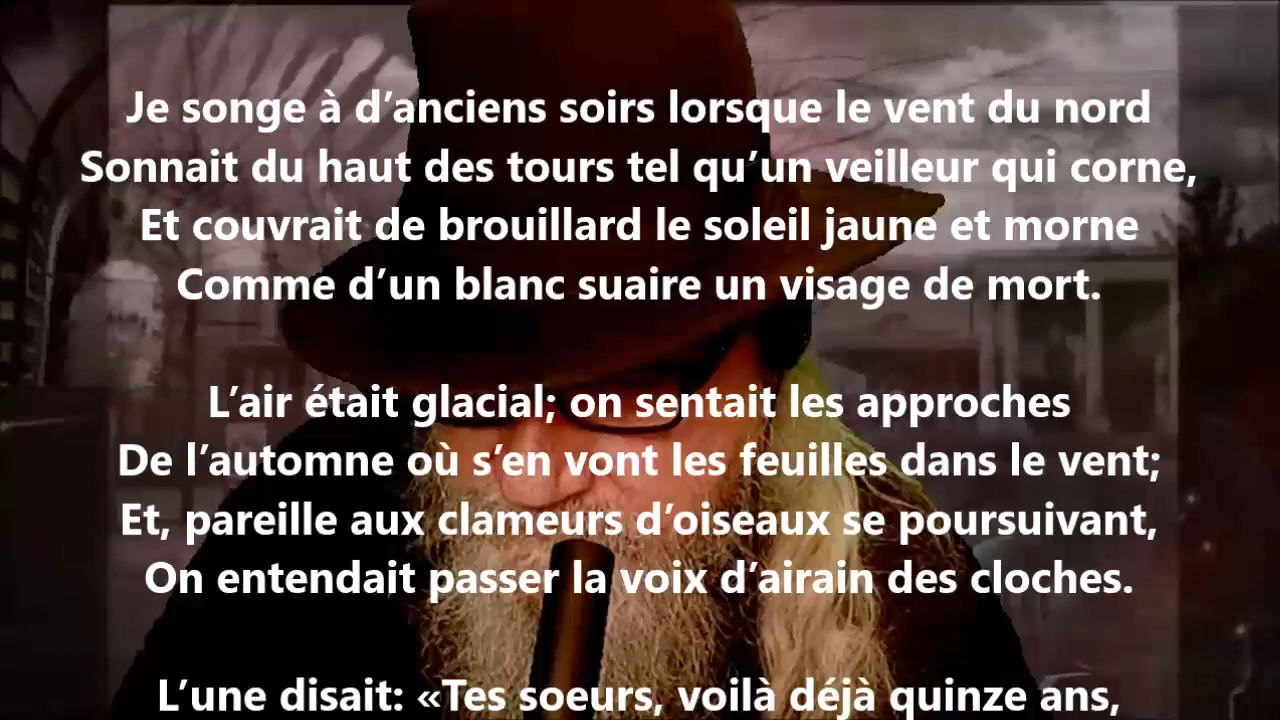 Je songe à d’anciens soirs lorsque le vent du nord
Sonnait du haut des tours tel qu’un veilleur qui corne,
Et couvrait de brouillard le soleil jaune et morne
Comme d’un blanc suaire un visage de mort.
L’air était glacial; on sentait les approches
De l’automne où s’en vont les feuilles dans le vent;
Et, pareille aux clameurs d’oiseaux se poursuivant,
On entendait passer la voix d’airain des cloches.
L’une disait: «Tes soeurs, voilà déjà quinze ans,